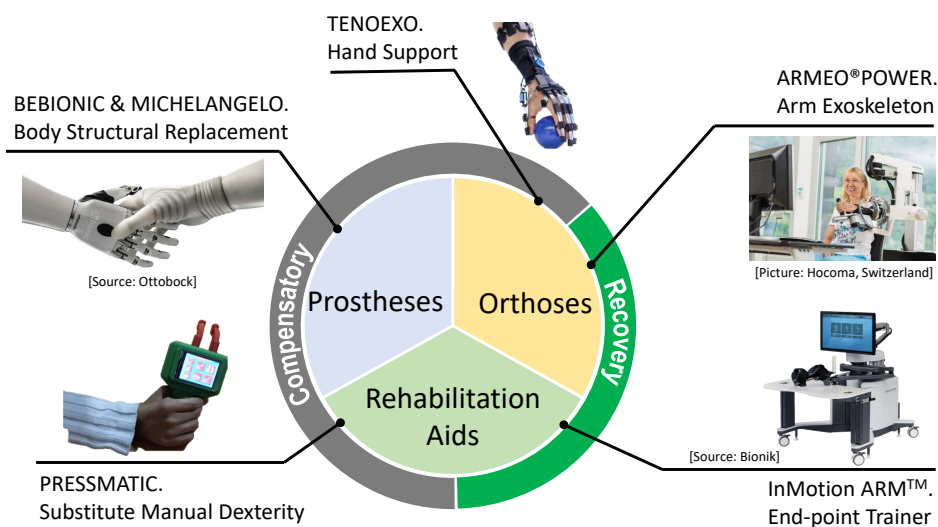 TENOEXO.
Hand Support
BEBIONIC & MICHELANGELO.
Body Structural Replacement
[Source: Ottobock]
ARMEO®POWER.
Arm Exoskeleton
[Picture: Hocoma, Switzerland]
Compensatory
Prostheses
Orthoses
Recovery
Rehabilitation
Aids
PRESSMATIC.
Substitute Manual Dexterity
[Source: Bionik]
InMotion ARM™.
End-point Trainer